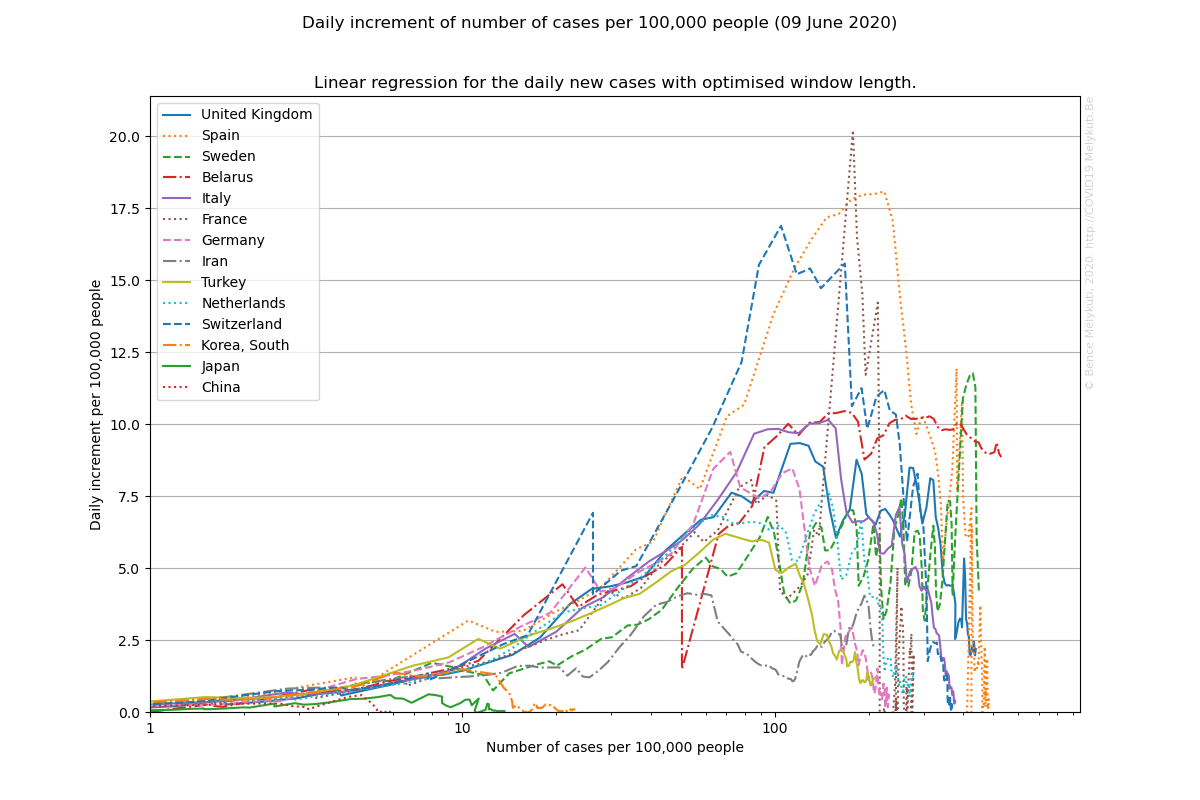 Daily increment of number of cases per 100,000 people (09 June 2020)
Linear regression for the daily new cases with optimised window length.
United Kingdom
Spain
Sweden
Belarus
Italy
France
Germany
Iran
Turkey
Netherlands
Switzerland
Korea, South
Japan
China
20.0
17.5
15.0
12.5
10.0
7.5
5.0
2.5
0.0
Daily increment per 100,000 people
1
10
100
Number of cases per 100,000 people
© Bence Mélykúti, 2020. http://COVID19.Melykuti.Be